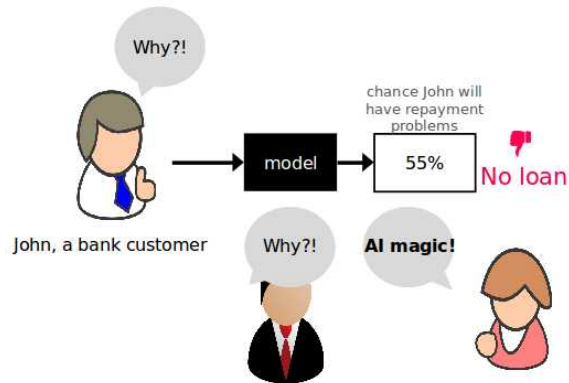 Why?!
chance John will
have repayment
problems
model
55%
No loan
John, a bank customer
Why?!
AI magic!